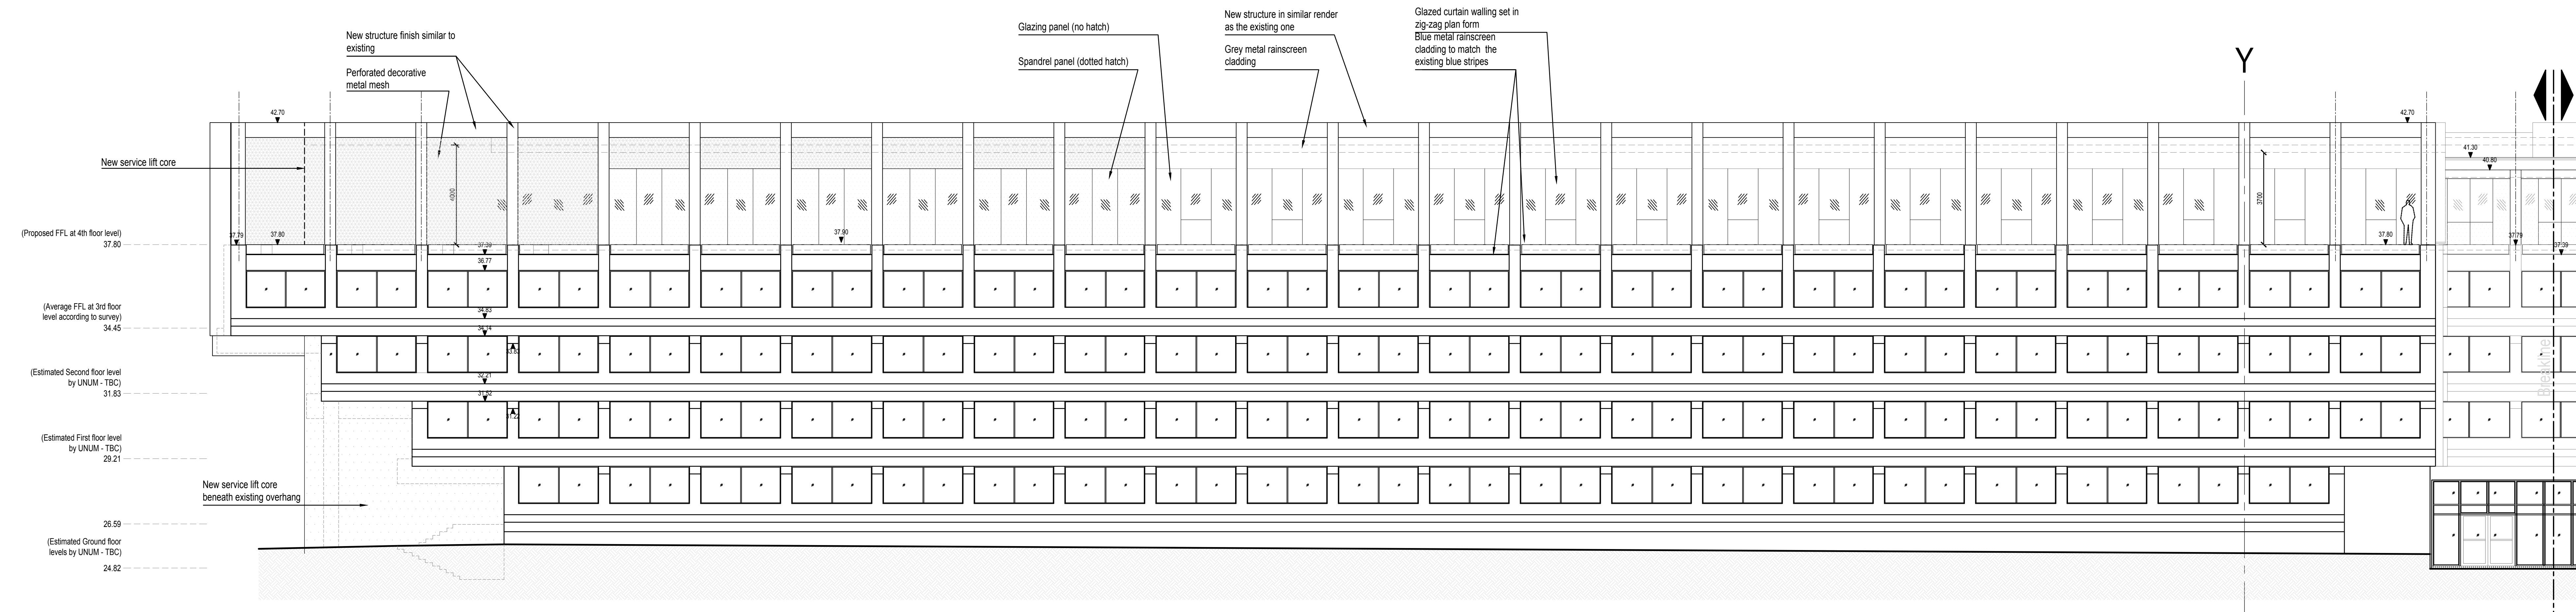 New structure finish similar to
existing
Perforated decorative
metal mesh
Glazing panel (no hatch)
Spandrel panel (dotted hatch)
New structure in similar render
as the existing one
Grey metal rainscreen
cladding
Glazed curtain walling set in
zig-zag plan form
Blue metal rainscreen
cladding to match the
existing blue stripes
Y
42.70
42.70
New service lift core
41.30
40.80
4000
3700
(Proposed FFL at 4th floor level)
37.80
37.79
37.80
37.90
37.80
37.79
37.39
37.39
36.77
(Average FFL at 3rd floor
level according to survey)
34.45
34.83
34.14
33.83
(Estimated Second floor level
by UNUM - TBC)
31.83
32.21
31.52
31.22
Breakline
(Estimated First floor level
by UNUM - TBC)
29.21
New service lift core
beneath existing overhang
26.59
(Estimated Ground floor
levels by UNUM - TBC)
24.82